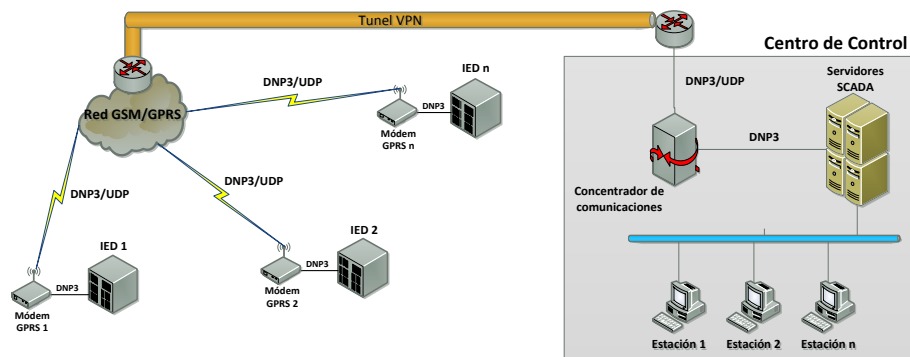 Tunel VPN
Centro de Control
DNP3/UDP
IED n
DNP3/UDP
Servidores
SCADA
Red GSM/GPRS
DNP3
Módem
GPRS n
DNP3
DNP3/UDP
DNP3/UDP
Concentrador de
comunicaciones
IED 1
IED 2
DNP3
Módem
GPRS 2
DNP3
Módem
GPRS 1
Estación 1
Estación 2
Estación n